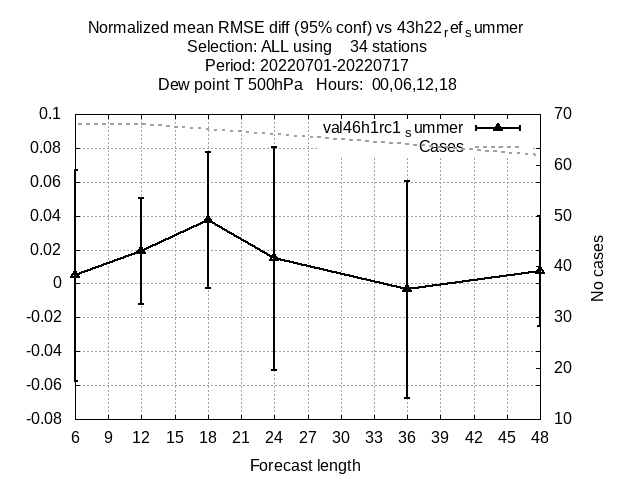 Normalized mean RMSE diff (95% conf) vs 43h22refsummer
Selection: ALL using 34 stations
Period: 20220701-20220717
Dew point T 500hPa Hours: 00,06,12,18
val46h1rc1summer
Cases
0.1
0.08
0.06
0.04
0.02
0
-0.02
-0.04
-0.06
-0.08
70
60
50
40
30
20
10
No cases
6 9 12 15 18 21 24 27 30 33 36 39 42 45 48
Forecast length